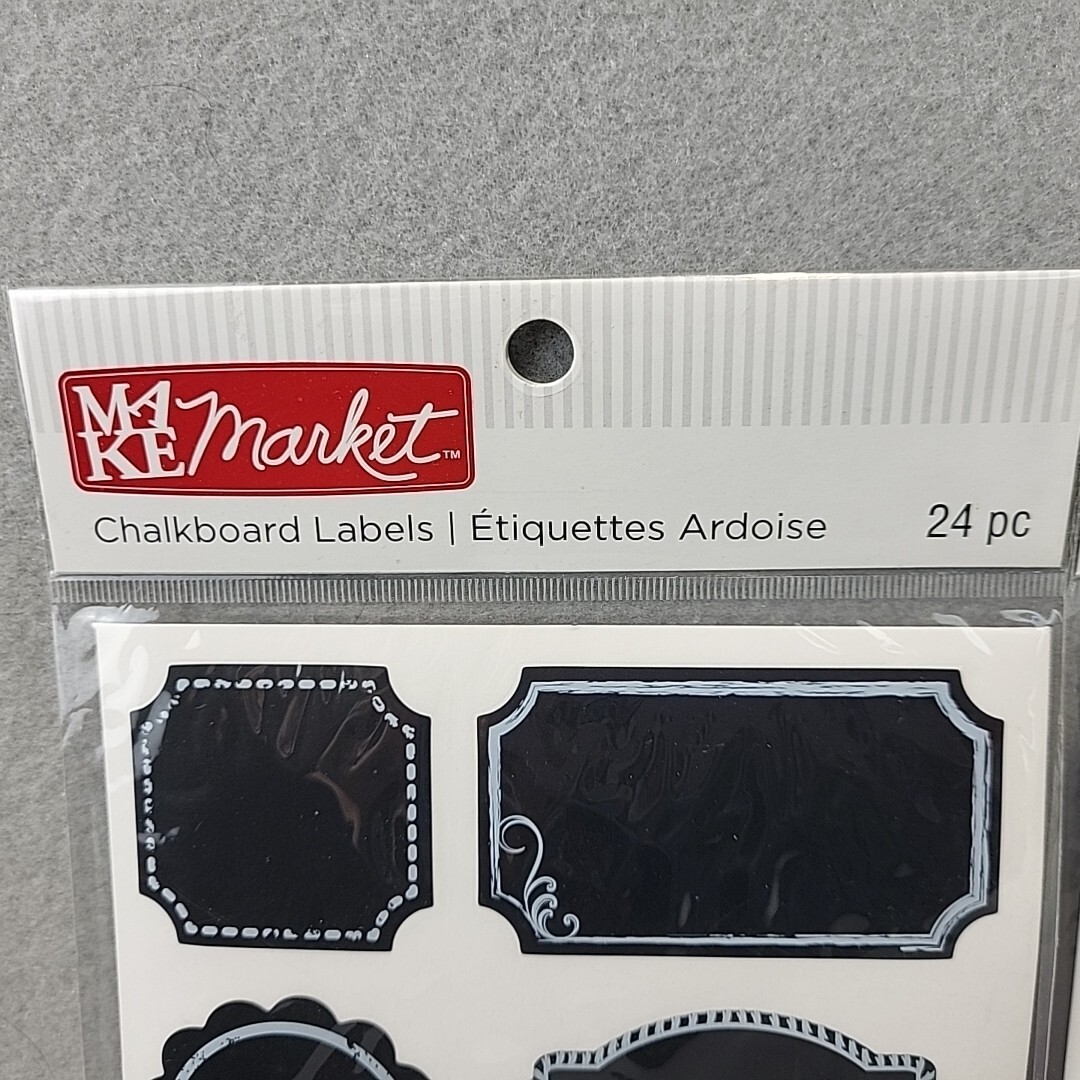 MAKE Market™
Chalkboard Labels | Étiquettes Ardoise 24 pc